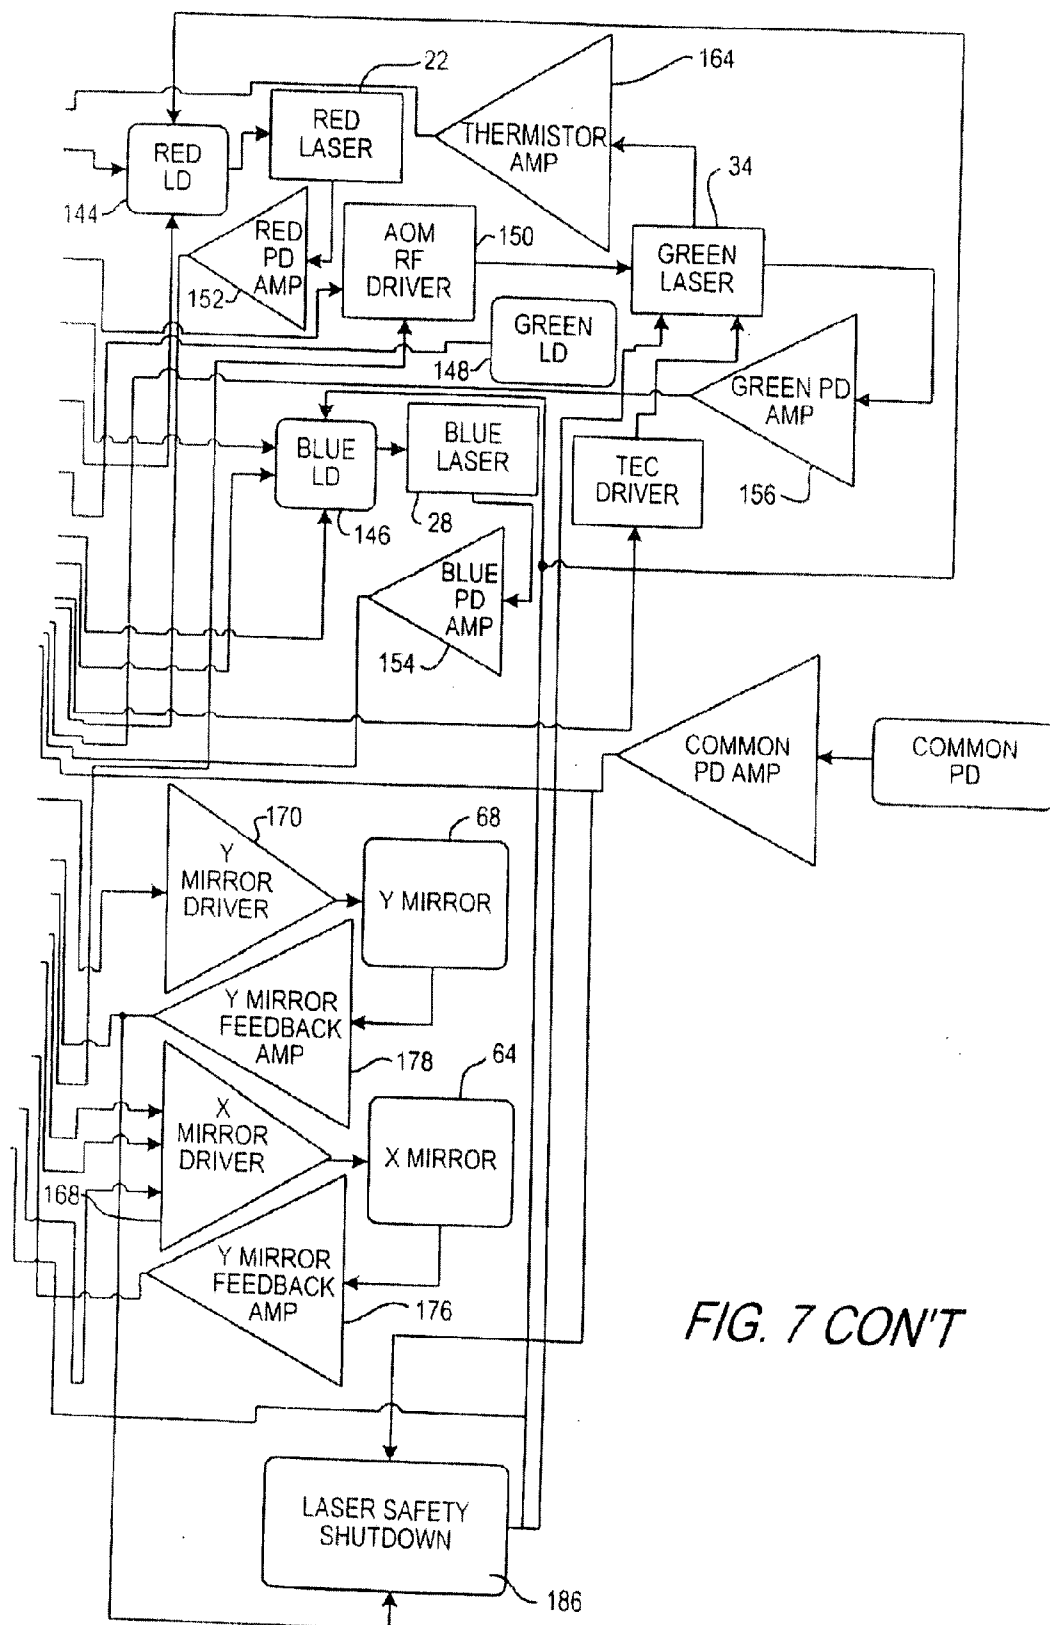 22
164
RED
LASER
THERMISTOR
AMP
RED
LD
34
144
RED
PD
AMP
152
AOM
RF
DRIVER
150
GREEN
LASER
GREEN
LD
148
GREEN PD
AMP
156
BLUE
LD
146
BLUE
LASER
28
TEC
DRIVER
BLUE
PD
AMP
154
COMMON
PD AMP
COMMON
PD
170
Y
MIRROR
DRIVER
68
Y MIRROR
Y MIRROR
FEEDBACK
AMP
178
64
X
MIRROR
DRIVER
X MIRROR
168
Y MIRROR
FEEDBACK
AMP
176
FIG. 7 CON'T
LASER SAFETY
SHUTDOWN
186